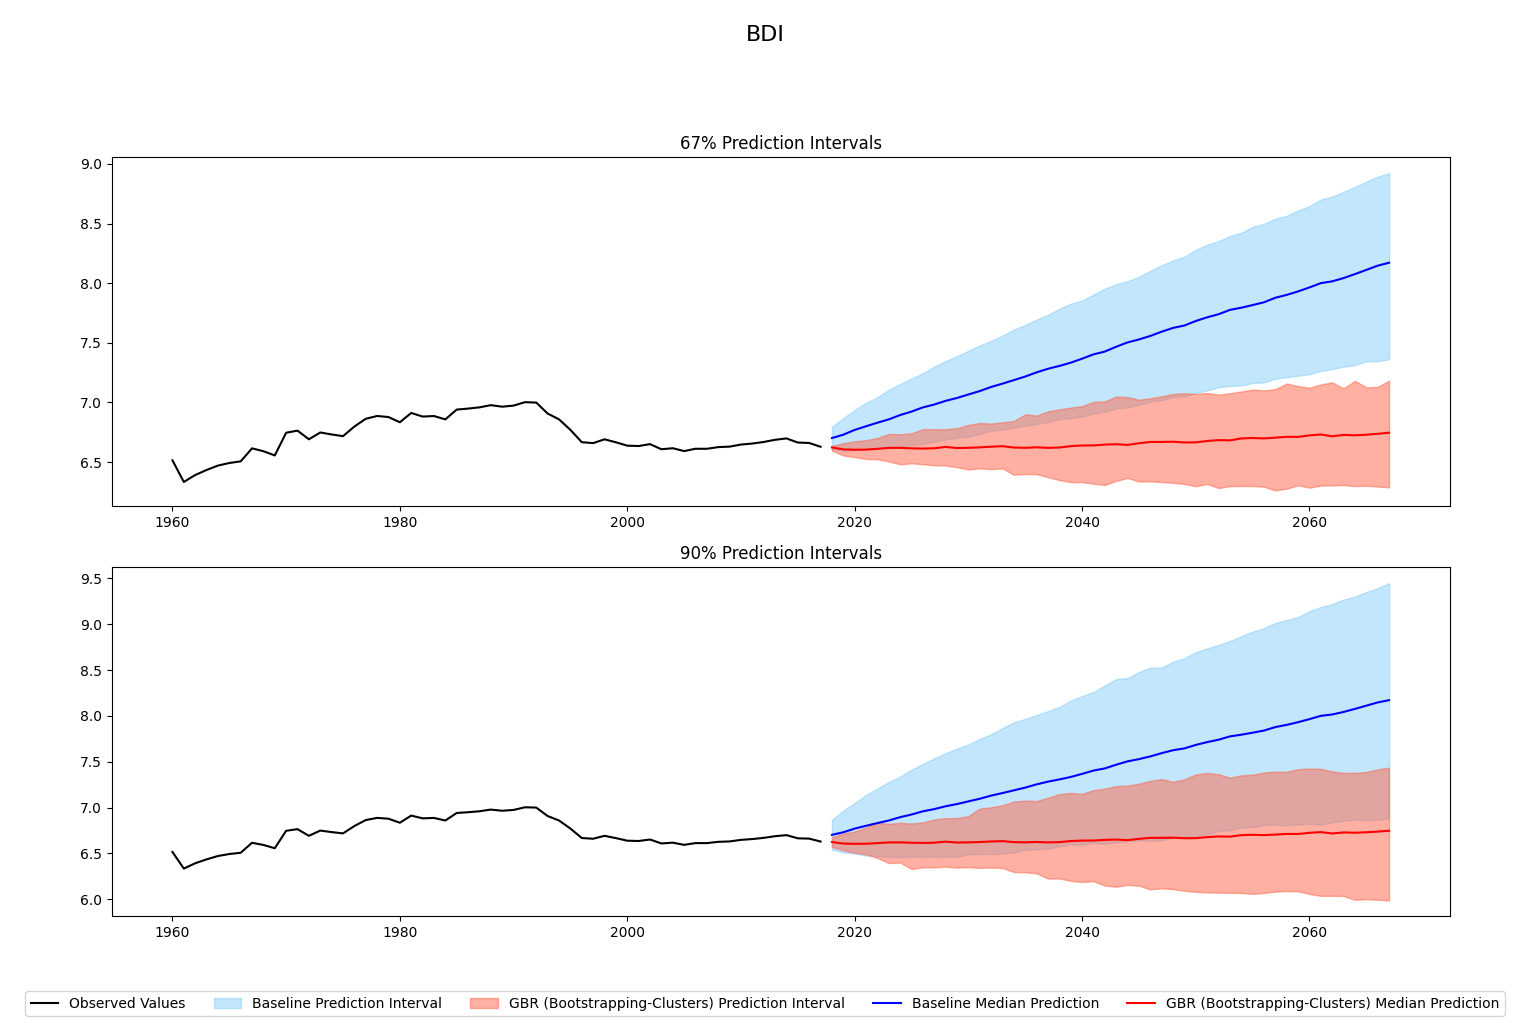 BDI
67% Prediction Intervals
9.0
8.5
8.0
7.5
7.0
6.5
1960 1980 2000 2020 2040 2060
90% Prediction Intervals
9.5
9.0
8.5
8.0
7.5
7.0
6.5
6.0
1960 1980 2000 2020 2040 2060
Observed Values Baseline Prediction Interval GBR (Bootstrapping-Clusters) Prediction Interval Baseline Median Prediction GBR (Bootstrapping-Clusters) Median Prediction